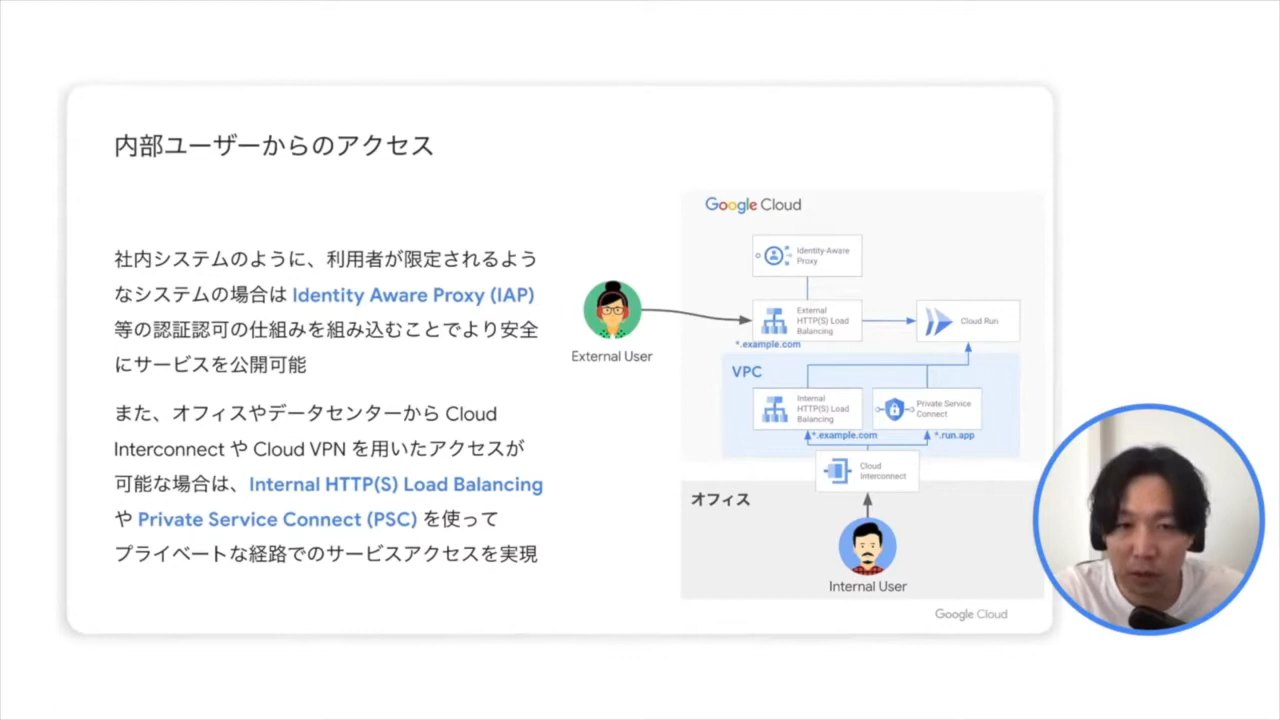 内部ユーザーからのアクセス
社内システムのように、利用者が限定されるよう
なシステムの場合は Identity Aware Proxy (IAP)
等の認証認可の仕組みを組み込むことでより安全
にサービスを公開可能
また、オフィスやデータセンターから Cloud
Interconnect や Cloud VPN を用いたアクセスが
可能な場合は、Internal HTTP(S) Load Balancing
や Private Service Connect (PSC) を使って
プライベートな経路でのサービスアクセスを実現
External User
Google Cloud
Identity-Aware
Proxy
External
HTTP(S) Load
Balancing
*.example.com
Cloud Run
VPC
Internal
HTTP(S) Load
Balancing
*.example.com
Private Service
Connect
*.run.app
Cloud
Interconnect
オフィス
Internal User
Google Cloud